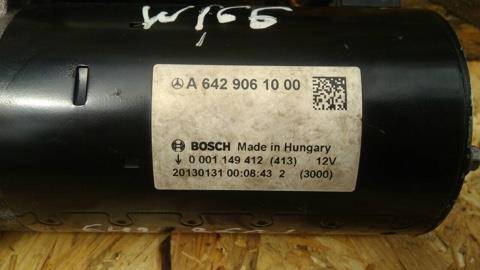 W166
A 642 906 10 00
BOSCH Made in Hungary
0 001 149 412 (413) 12V
20130131 00:08:43 2 (3000)